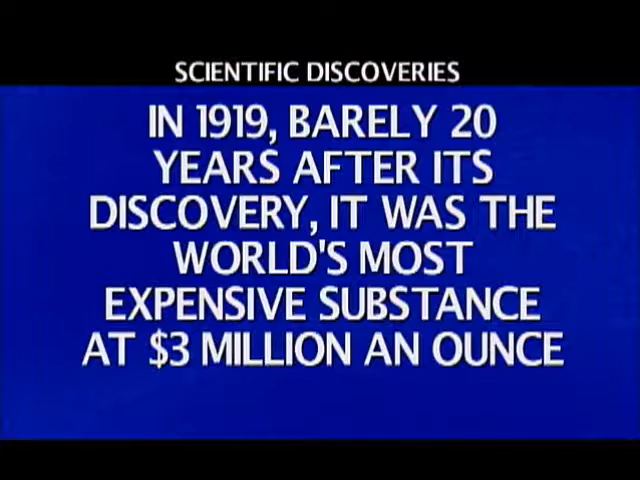 SCIENTIFIC DISCOVERIES
IN 1919, BARELY 20
YEARS AFTER ITS
DISCOVERY, IT WAS THE
WORLD'S MOST
EXPENSIVE SUBSTANCE
AT $3 MILLION AN OUNCE